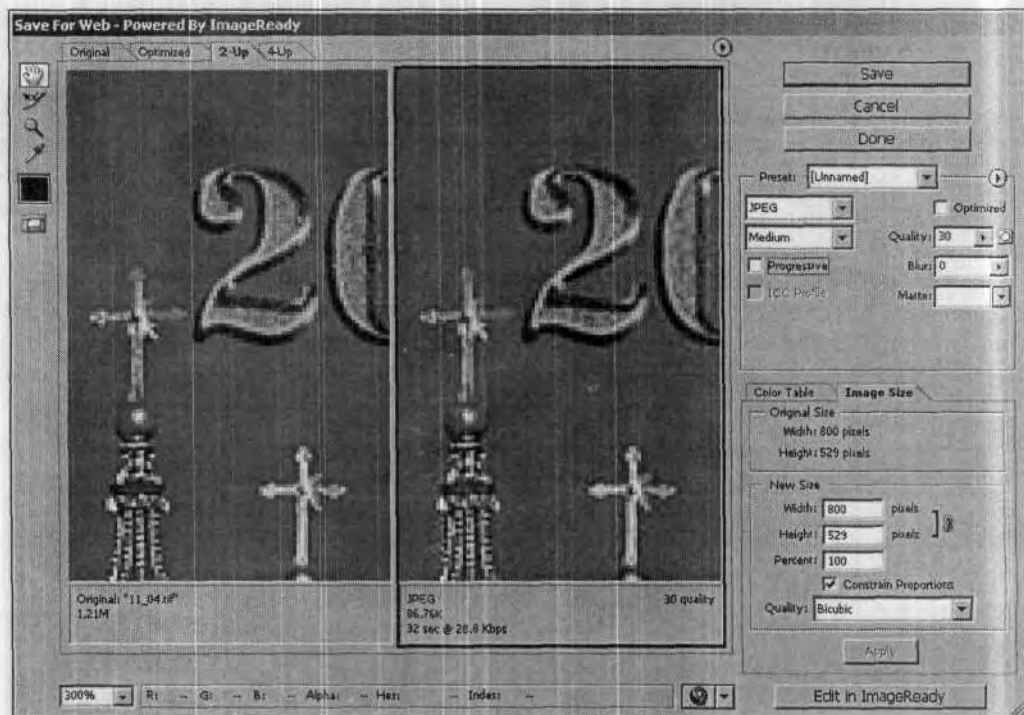 Save For Web - Powered By ImageReady
Original Optimized 2-Up 4-Up
20
20
Original: "11_04.tif"
1,21M
JPEG
86,76K
32 sec @ 28.8 Kbps
30 quality
300% R: -- G: -- B: -- Alpha: -- Hex: -- Index: --
Save
Cancel
Done
Preset: [Unnamed]
JPEG Optimized
Medium Quality: 30
Progressive Blur: 0
ICC Profile Matte:
Color Table Image Size
Original Size
Width: 800 pixels
Height: 529 pixels
New Size
Width: 800 pixels
Height: 529 pixels
Percent: 100
Constrain Proportions
Quality: Bicubic
Apply
Edit in ImageReady